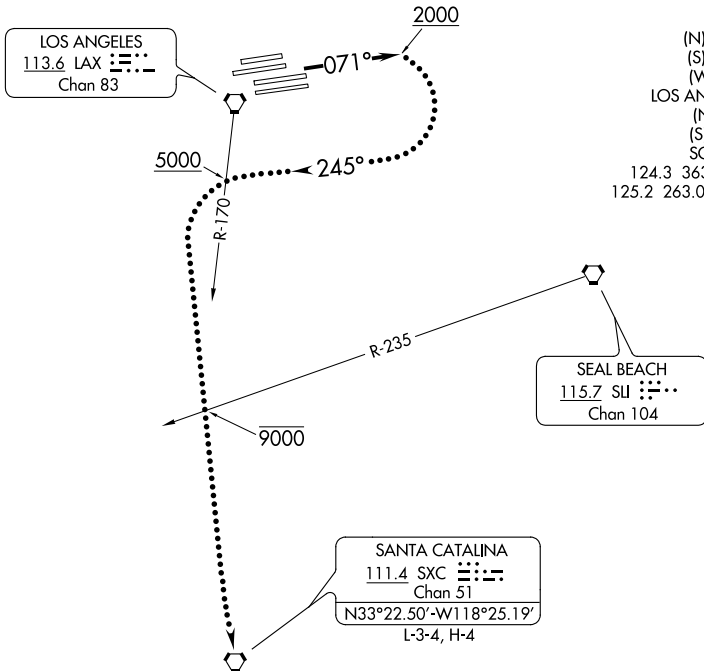 2000
(N)
(S)
(W
LOS AN
(N
(S
SO
124.3 363
125.2 263.0
LOS ANGELES
113.6 LAX
Chan 83
071°
5000
245°
R-170
R-235
9000
SEAL BEACH
115.7 SLI
Chan 104
SANTA CATALINA
111.4 SXC
Chan 51
N33°22.50'-W118°25.19'
L-3-4, H-4